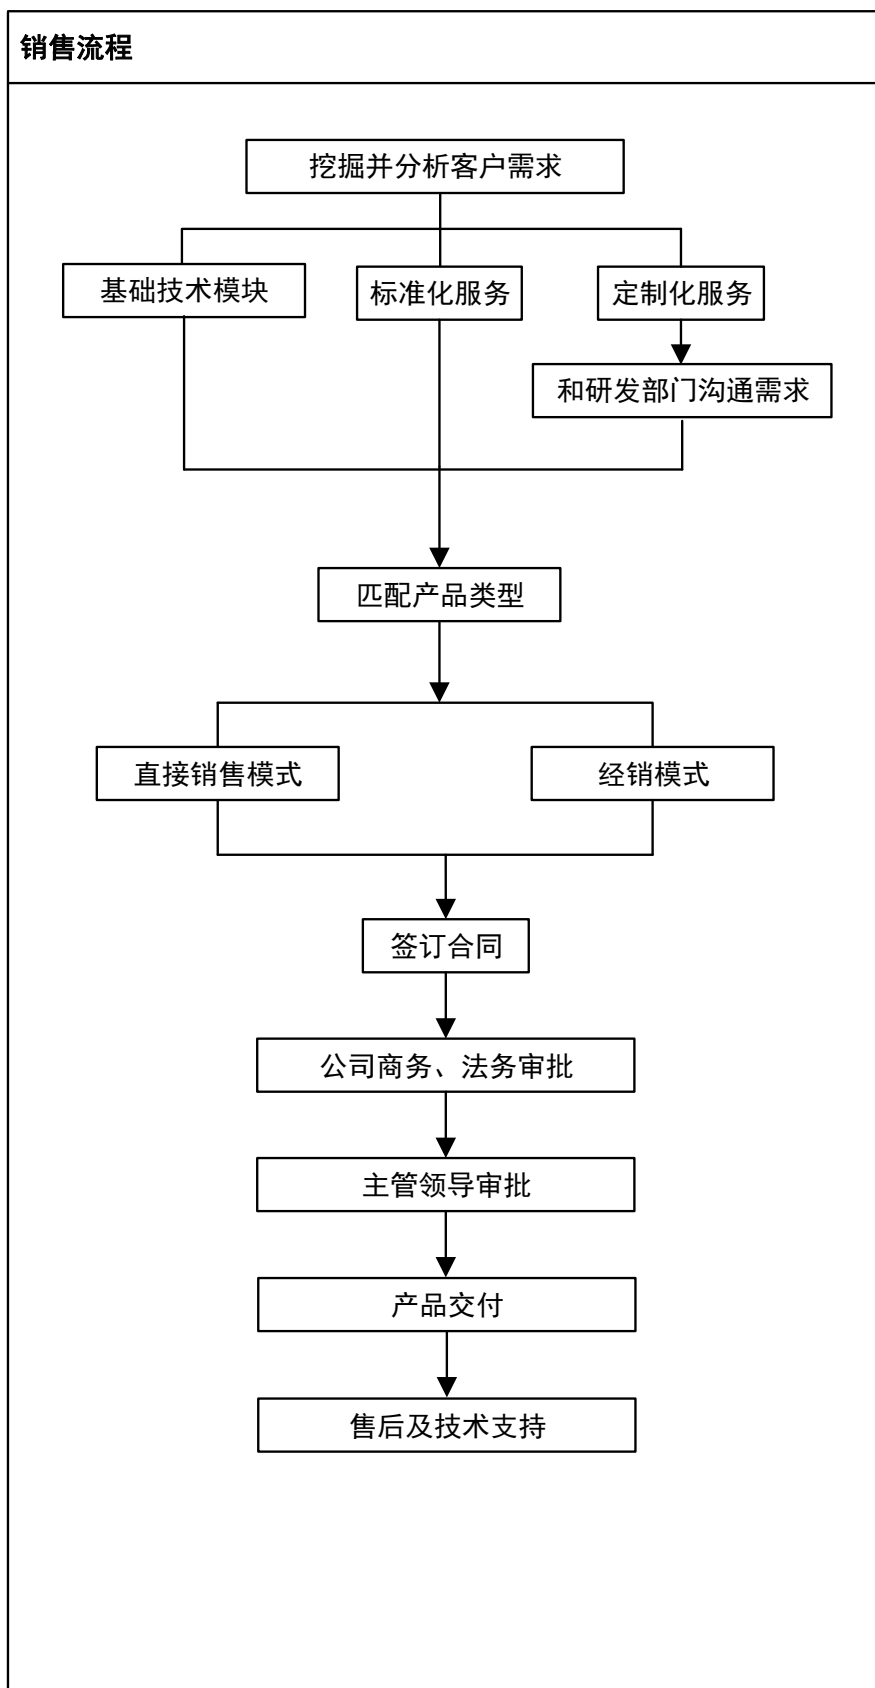 销售流程
挖掘并分析客户需求
基础技术模块
标准化服务
定制化服务
和研发部门沟通需求
匹配产品类型
直接销售模式
经销模式
签订合同
公司商务、法务审批
主管领导审批
产品交付
售后及技术支持